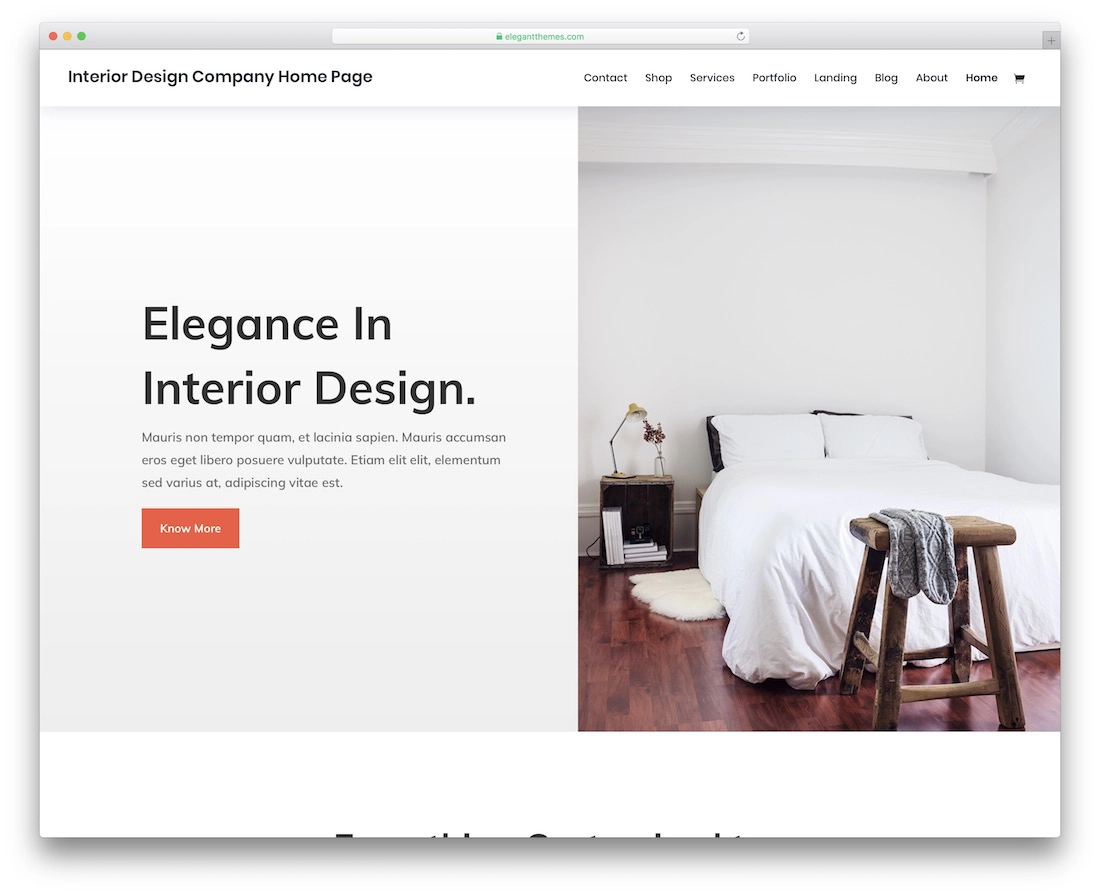 elegantthemes.com
Interior Design Company Home Page
Contact Shop Services Portfolio Landing Blog About Home
Elegance In
Interior Design.
Mauris non tempor quam, et lacinia sapien. Mauris accumsan
eros eget libero posuere vulputate. Etiam elit elit, elementum
sed varius at, adipiscing vitae est.
Know More